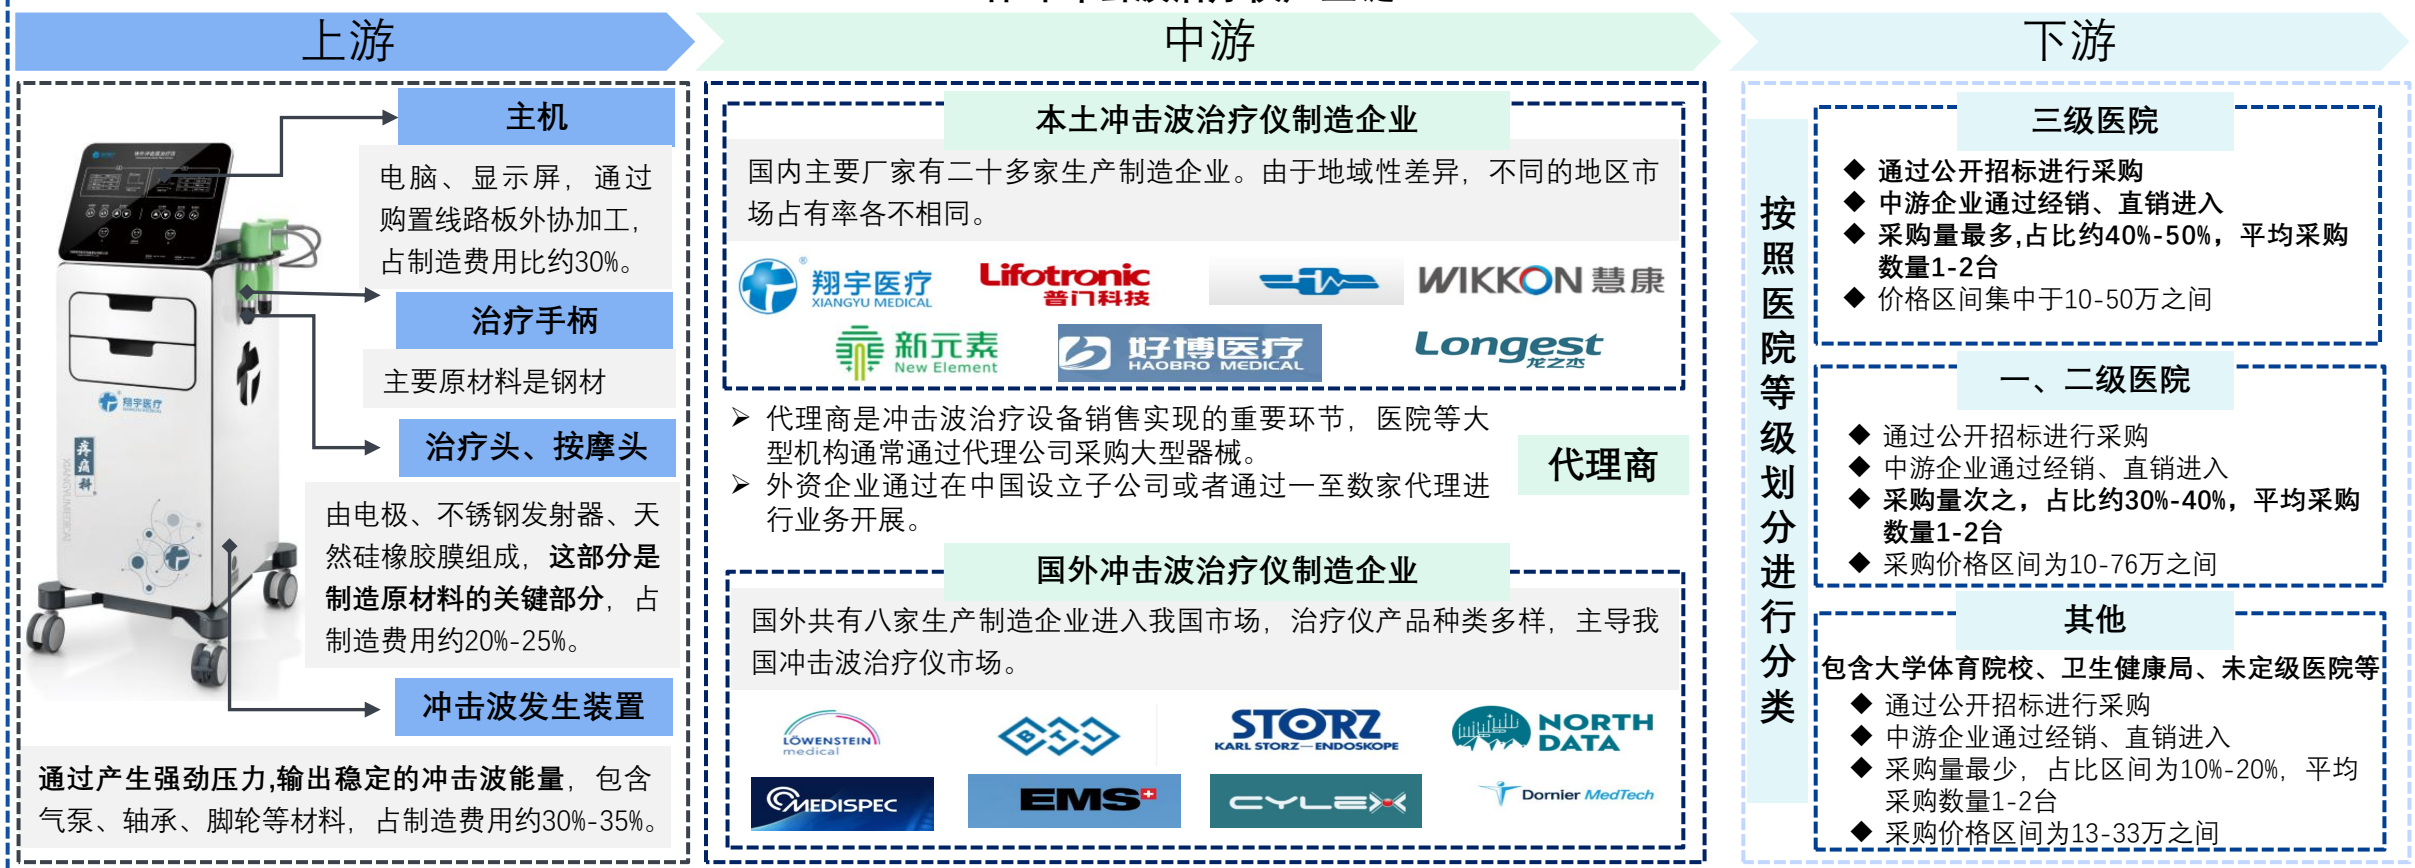 上游
主机
电脑、显示屏，通过
购置线路板外协加工，
占制造费用比约30%。
治疗手柄
主要原材料是钢材
治疗头、按摩头
由电极、不锈钢发射器、天
然硅橡胶膜组成，这部分是
制造原材料的关键部分，占
制造费用约20%-25%。
冲击波发生装置
通过产生强劲压力,输出稳定的冲击波能量，包含
气泵、轴承、脚轮等材料，占制造费用约30%-35%。
翔宇医疗
疼痛科
XIANGYU MEDICAL
中游
本土冲击波治疗仪制造企业
国内主要厂家有二十多家生产制造企业。由于地域性差异，不同的地区市
场占有率各不相同。
翔宇医疗
XIANGYU MEDICAL
Lifotronic
普门科技
WIKKON 慧康
新元素
New Element
好博医疗
HAOBRO MEDICAL
Longest
龙之杰
➢ 代理商是冲击波治疗设备销售实现的重要环节，医院等大
型机构通常通过代理公司采购大型器械。
➢ 外资企业通过在中国设立子公司或者通过一至数家代理进
行业务开展。
代理商
国外冲击波治疗仪制造企业
国外共有八家生产制造企业进入我国市场，治疗仪产品种类多样，主导我
国冲击波治疗仪市场。
LÖWENSTEIN
medical
BTL
STORZ
KARL STORZ—ENDOSKOPE
NORTH
DATA
MEDISPEC
EMS
CYLEX
Dornier MedTech
下游
按照医院等级划分进行分类
三级医院
◆ 通过公开招标进行采购
◆ 中游企业通过经销、直销进入
◆ 采购量最多,占比约40%-50%，平均采购
数量1-2台
◆ 价格区间集中于10-50万之间
一、二级医院
◆ 通过公开招标进行采购
◆ 中游企业通过经销、直销进入
◆ 采购量次之，占比约30%-40%，平均采购
数量1-2台
◆ 采购价格区间为10-76万之间
其他
包含大学体育院校、卫生健康局、未定级医院等
◆ 通过公开招标进行采购
◆ 中游企业通过经销、直销进入
◆ 采购量最少，占比区间为10%-20%，平均
采购数量1-2台
◆ 采购价格区间为13-33万之间